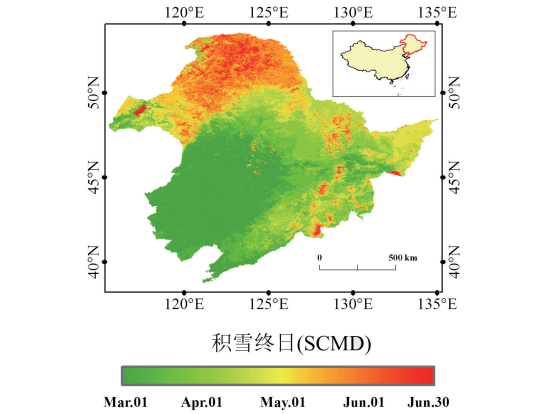 120°E 125°E 130°E 135°E
50°N 50°N
45°N 45°N
40°N 40°N
0 500 km
120°E 125°E 130°E 135°E
积雪终日(SCMD)
Mar.01 Apr.01 May.01 Jun.01 Jun.30